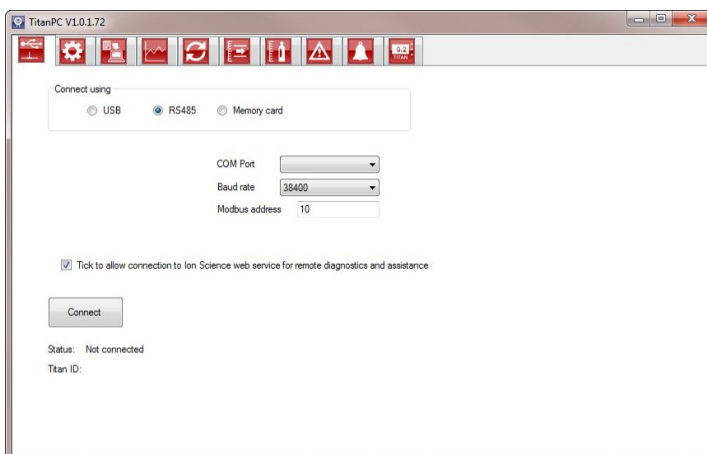 TitanPC V1.0.1.72
0.2
TITAN
Connect using
USB RS485 Memory card
COM Port
Baud rate 38400
Modbus address 10
Tick to allow connection to Ion Science web service for remote diagnostics and assistance
Connect
Status: Not connected
Titan ID: